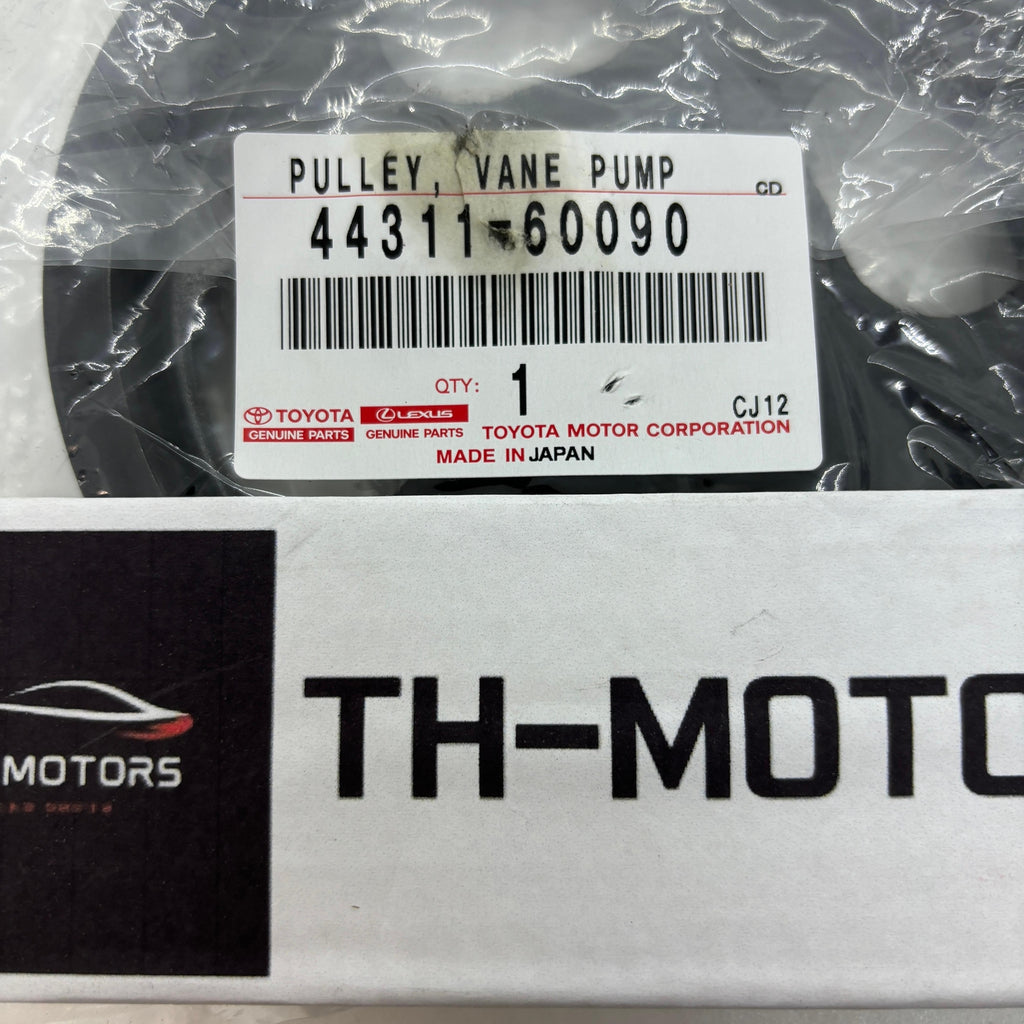 PULLEY, VANE PUMP
CD
44311-60090
QTY: 1
CJ12
TOYOTA LEXUS
GENUINE PARTS GENUINE PARTS
TOYOTA MOTOR CORPORATION
MADE IN JAPAN
TH-MOTO
MOTORS